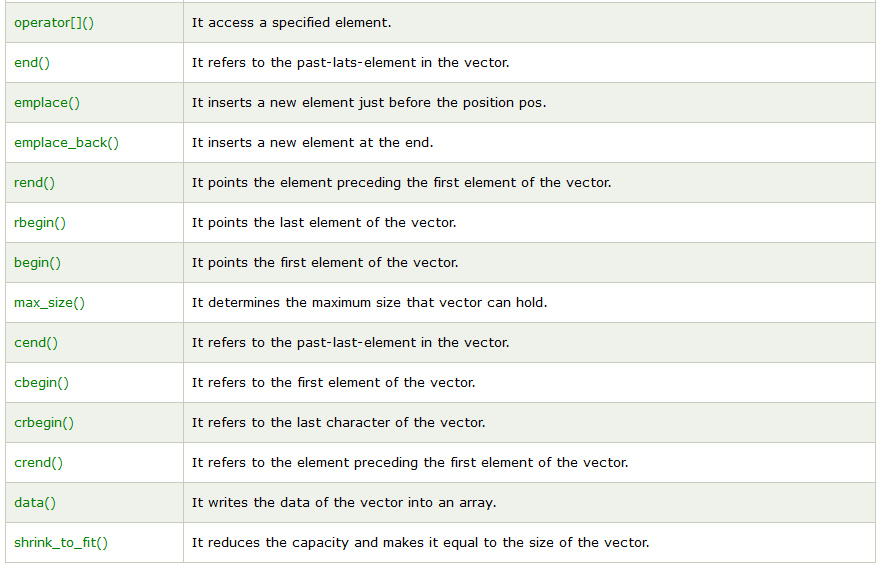 operator[]() It access a specified element.
end() It refers to the past-lats-element in the vector.
emplace() It inserts a new element just before the position pos.
emplace_back() It inserts a new element at the end.
rend() It points the element preceding the first element of the vector.
rbegin() It points the last element of the vector.
begin() It points the first element of the vector.
max_size() It determines the maximum size that vector can hold.
cend() It refers to the past-last-element in the vector.
cbegin() It refers to the first element of the vector.
crbegin() It refers to the last character of the vector.
crend() It refers to the element preceding the first element of the vector.
data() It writes the data of the vector into an array.
shrink_to_fit() It reduces the capacity and makes it equal to the size of the vector.